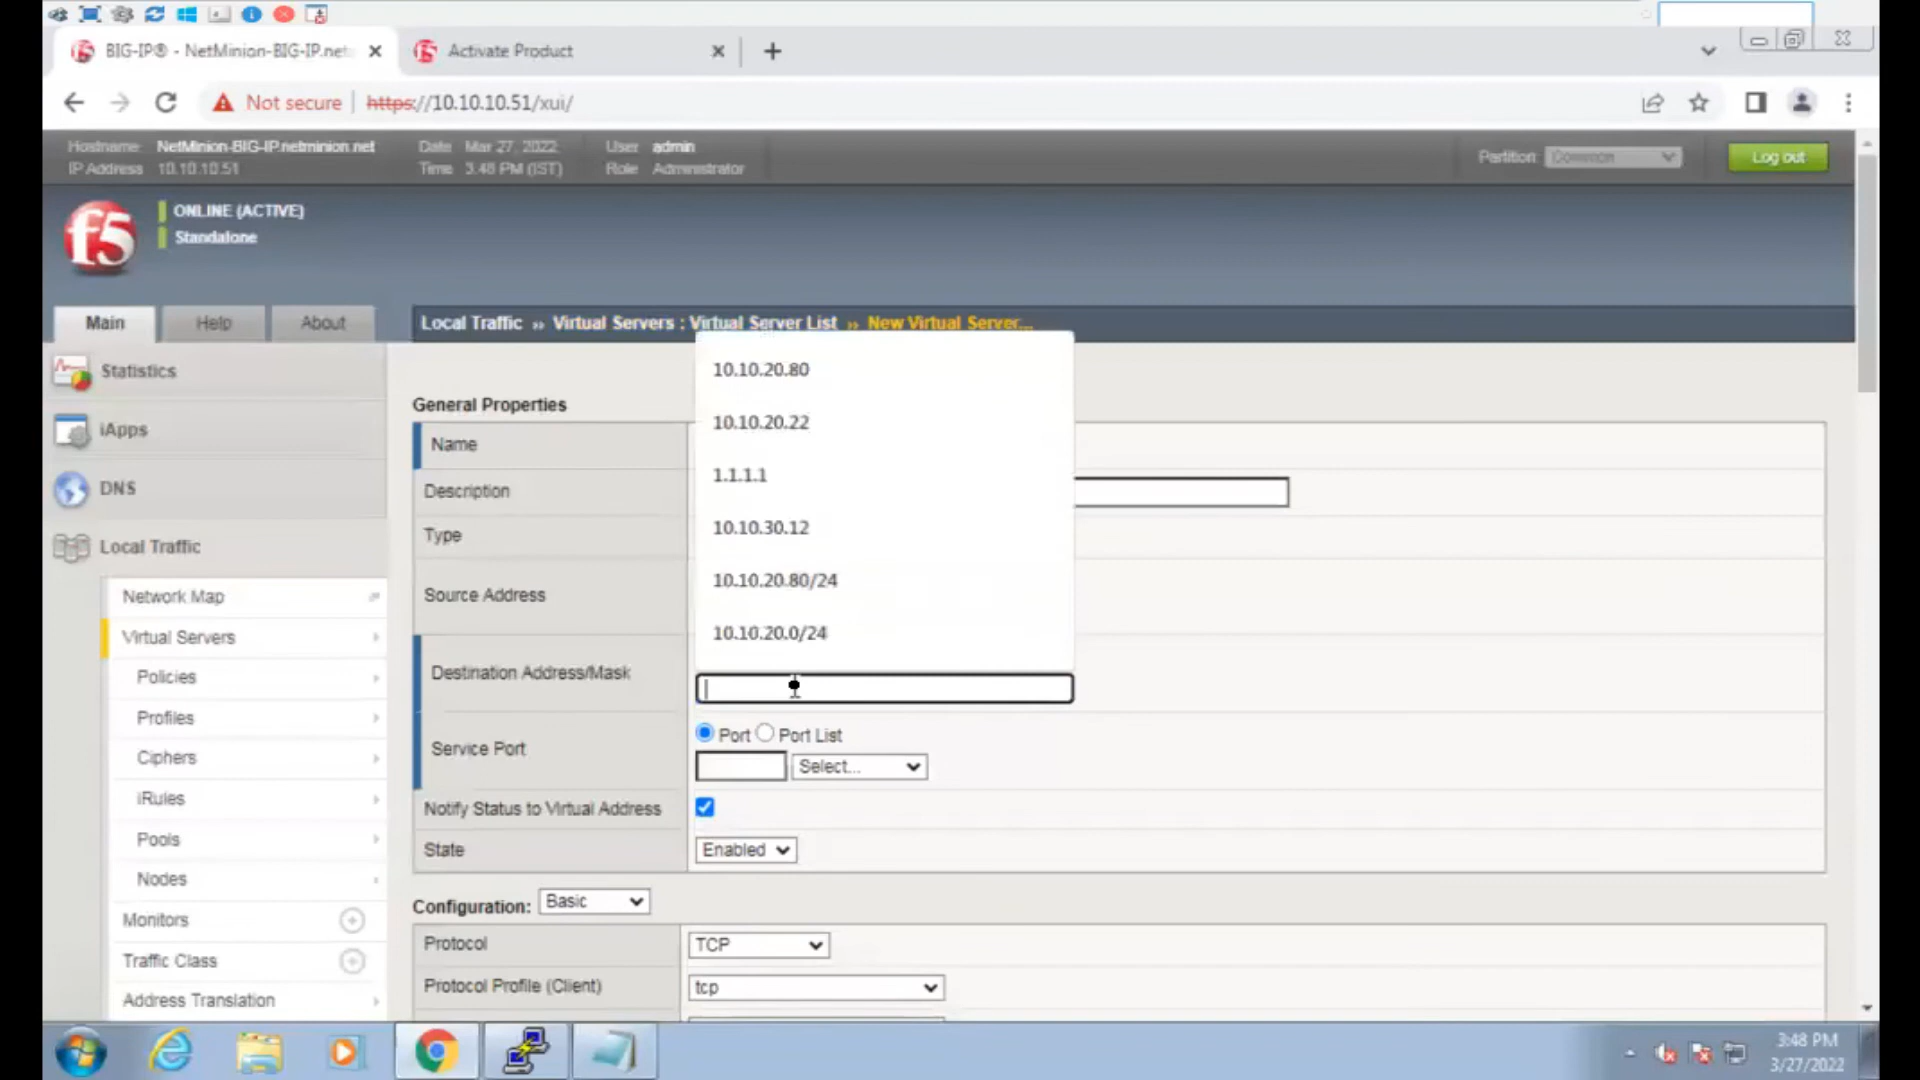 BIG-IP® - NetMinion-BIG-IP.net
Activate Product
Not secure
https://10.10.10.51/xui/
Hostname NetMinion-BIG-IP.netminion.net Date Mar 27, 2022 User admin
IP Address 10.10.10.51 Time 3:48 PM (IST) Role Administrator
Partition: Common
Log out
f5
ONLINE (ACTIVE)
Standalone
Main Help About
Local Traffic » Virtual Servers : Virtual Server List » New Virtual Server...
Statistics
iApps
DNS
Local Traffic
Network Map
Virtual Servers
Policies
Profiles
Ciphers
iRules
Pools
Nodes
Monitors
Traffic Class
Address Translation
General Properties
Name
Description
Type
Source Address
Destination Address/Mask
10.10.20.80
10.10.20.22
1.1.1.1
10.10.30.12
10.10.20.80/24
10.10.20.0/24
Service Port
Port Port List
Select...
Notify Status to Virtual Address
State Enabled
Configuration: Basic
Protocol TCP
Protocol Profile (Client) tcp
3:48 PM
3/27/2022